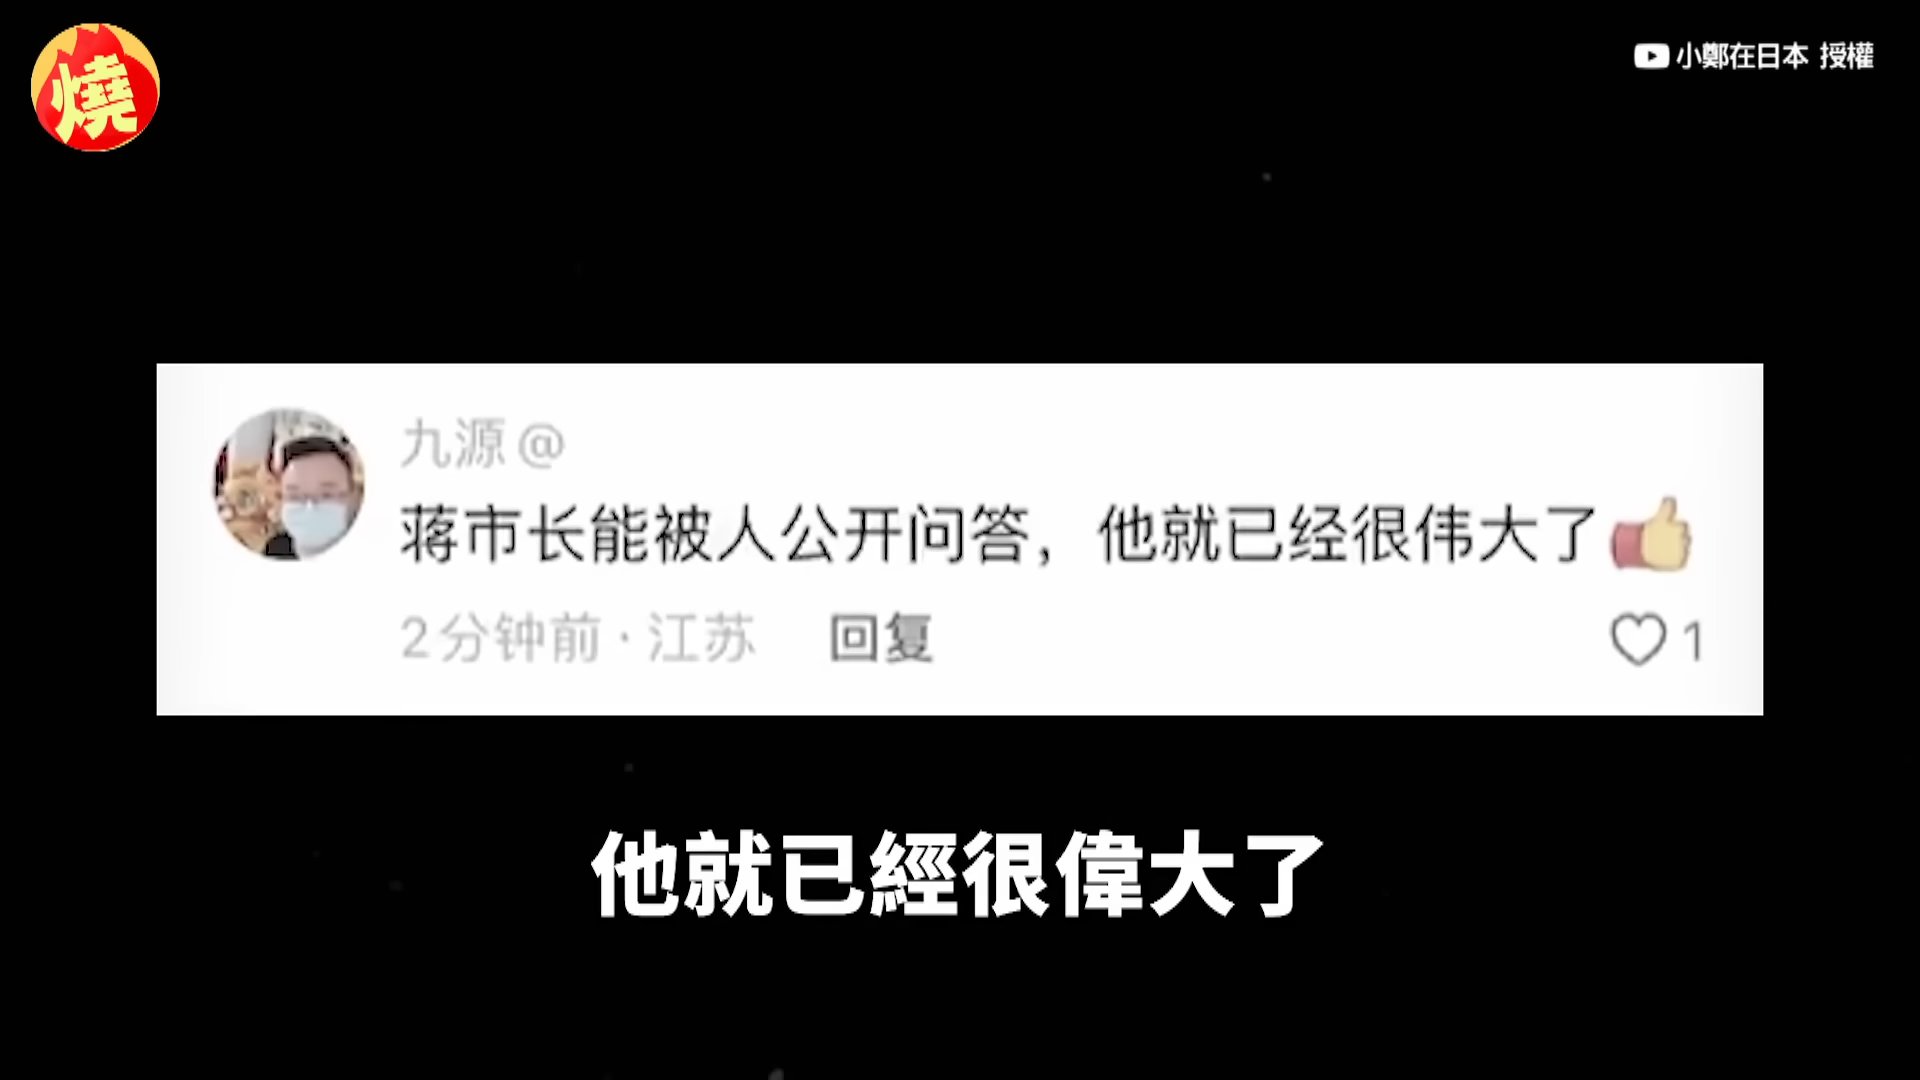 燒
小鄭在日本 授權
九源@
蒋市长能被人公开问答，他就已经很伟大了👍
2分钟前·江苏 回复
1
他就已經很偉大了